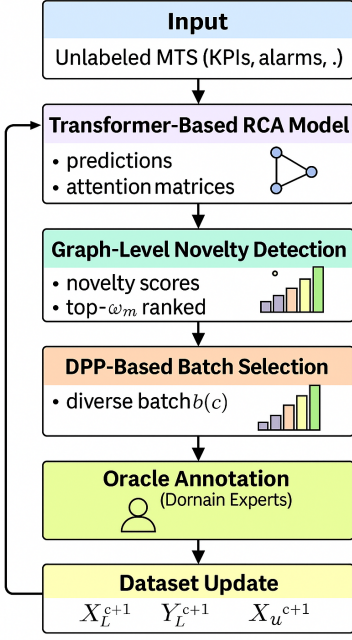 Input
Unlabeled MTS (KPIs, alarms, .)
Transformer-Based RCA Model
• predictions
• attention matrices
Graph-Level Novelty Detection
• novelty scores
• top-ω_m ranked
DPP-Based Batch Selection
• diverse batch b(c)
Oracle Annotation
(Dornain Experts)
Dataset Update
X_L^{c+1} Y_L^{c+1} X_u^{c+1}